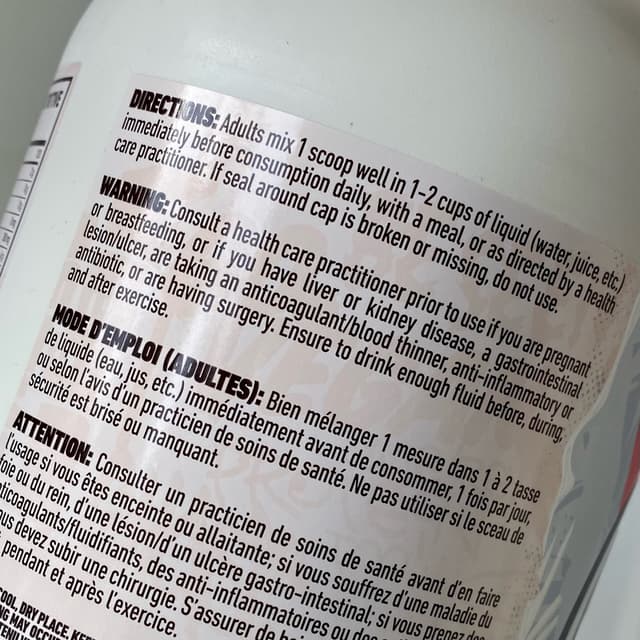 DIRECTIONS: Adults mix 1 scoop well in 1-2 cups of liquid (water, juice, etc.)
immediately before consumption daily, with a meal, or as directed by a health
care practitioner. If seal around cap is broken or missing, do not use.
WARNING: Consult a health care practitioner prior to use if you are pregnant
or breastfeeding, or if you have liver or kidney disease, a gastrointestinal
lesion/ulcer, are taking an anticoagulant/blood thinner, anti-inflammatory or
antibiotic, or are having surgery. Ensure to drink enough fluid before, during,
and after exercise.
MODE D'EMPLOI (ADULTES): Bien mélanger 1 mesure dans 1 à 2 tasse
de liquide (eau, jus, etc.) immédiatement avant de consommer, 1 fois par jour,
ou selon l'avis d'un practicien de soins de santé. Ne pas utiliser si le sceau de
sécurité est brisé ou manquant.
ATTENTION: Consulter un practicien de soins de santé avant d'en faire
l'usage si vous êtes enceinte ou allaitante; si vous souffrez d'une maladie du
foie ou du rein, d'une lésion/d'un ulcère gastro-intestinal; si vous prenez des
anticoagulants/fluidifiants, des anti-inflammatoires ou des
devez subir une chirurgie. S'assurer de
pendant et après l'exercice.
COOL, DRY PLACE.
MAY